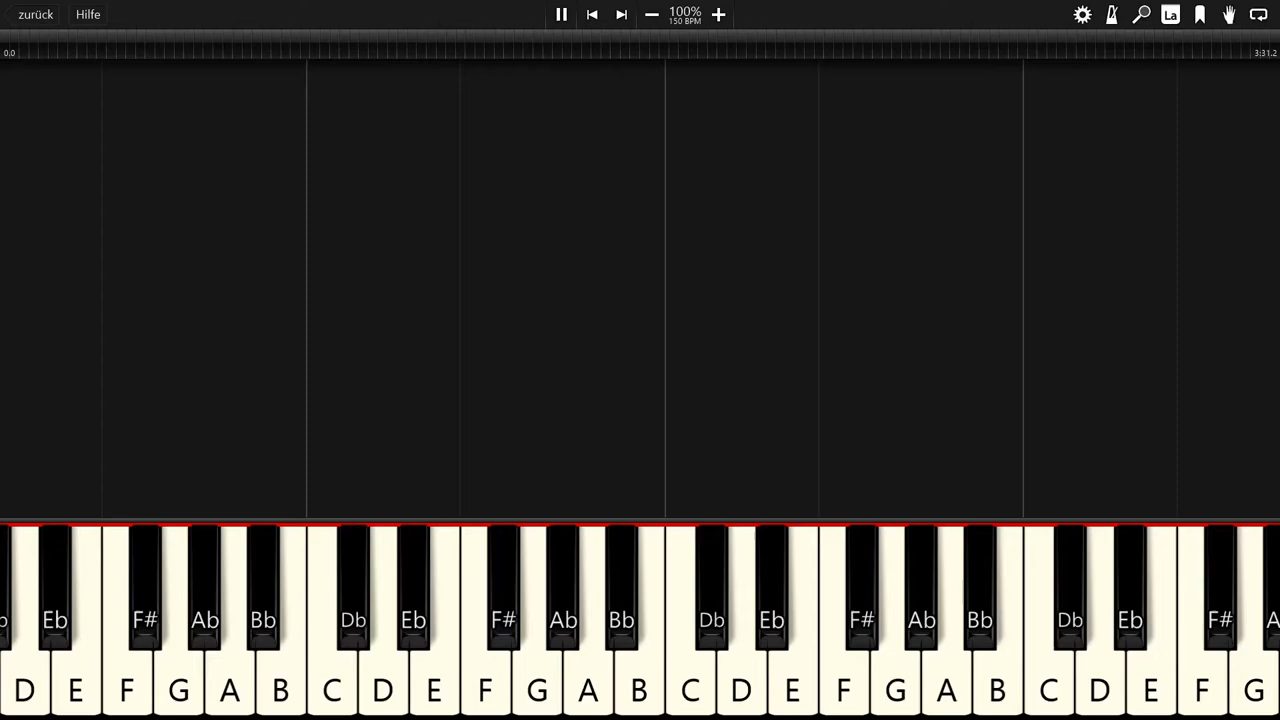 zurück Hilfe 100% La
150 BPM
0,0 3:31.2
Eb F# Ab Bb Db Eb F# Ab Bb Db Eb F# Ab Bb Db Eb F# A
D E F G A B C D E F G A B C D E F G A B C D E F G